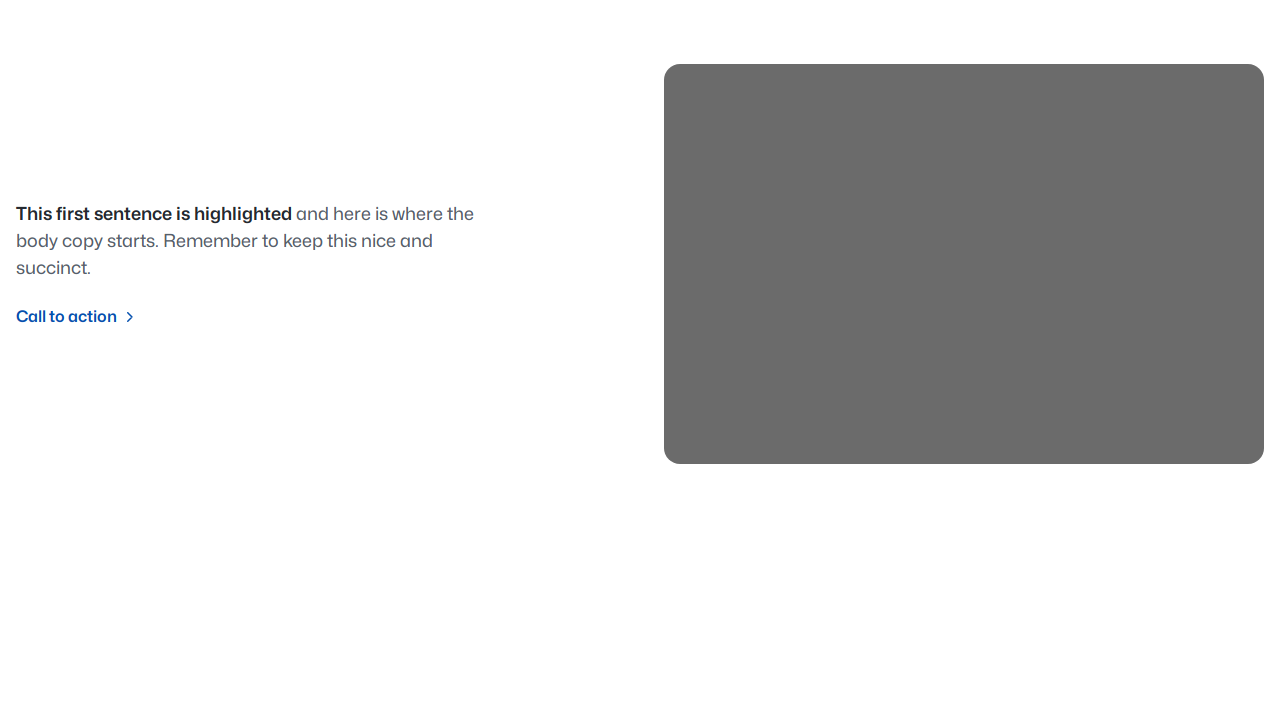 This first sentence is highlighted and here is where the
body copy starts. Remember to keep this nice and
succinct.
Call to action